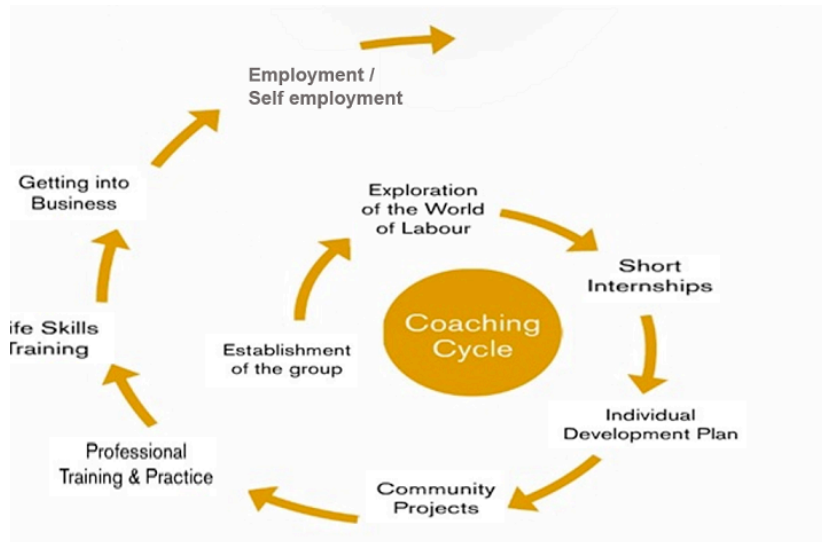 Employment /
Self employment
Getting into
Business
Exploration
of the World
of Labour
Short
Internships
Coaching
Cycle
ife Skills
Training
Establishment
of the group
Individual
Development Plan
Professional
Training & Practice
Community
Projects